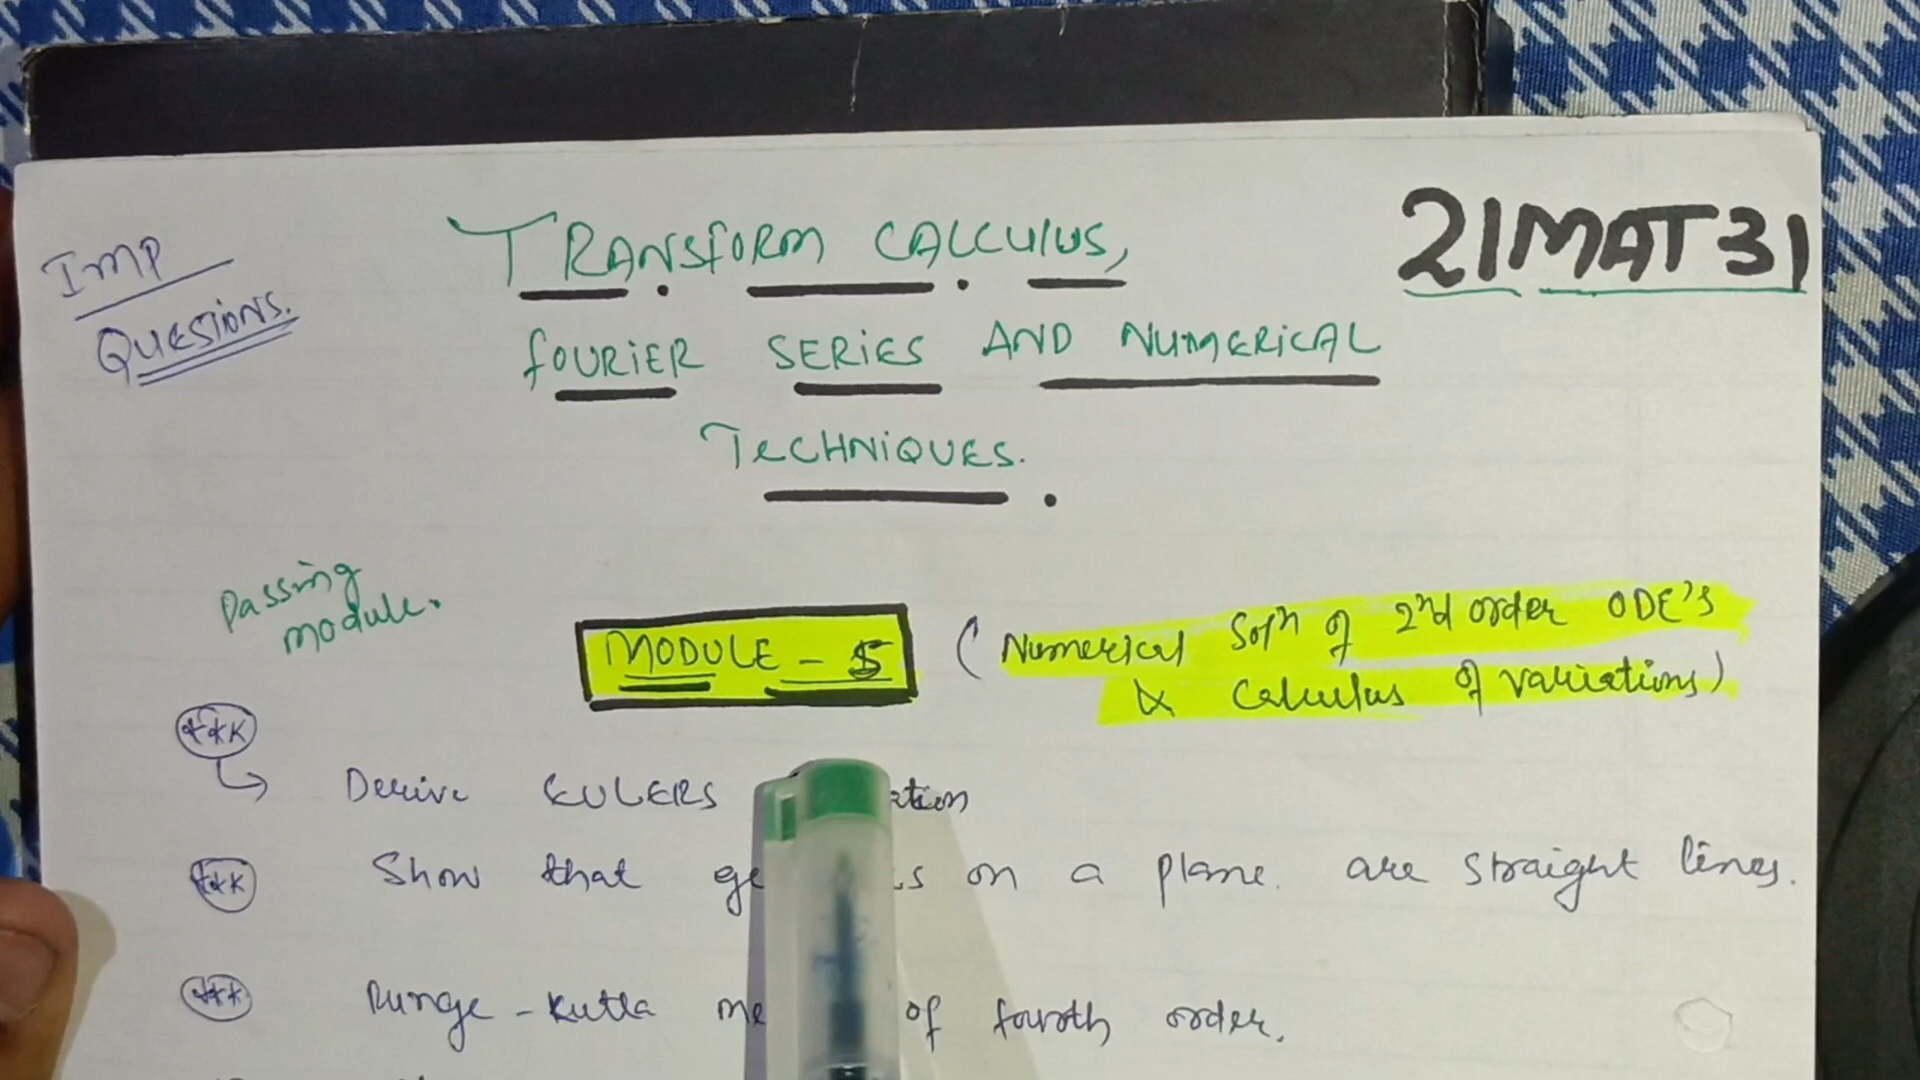 Imp
Questions.
TRANSFORM CALCULUS,
21MAT31
FOURIER SERIES AND NUMERICAL
TECHNIQUES.
Passing
module.
MODULE - 5
(Numerical Solⁿ of 2nd order ODE's
& Calculus of variations)
***
Derive EULERS
*** Show that on a plane. are straight lines.
*** Runge-Kutta of fourth order.